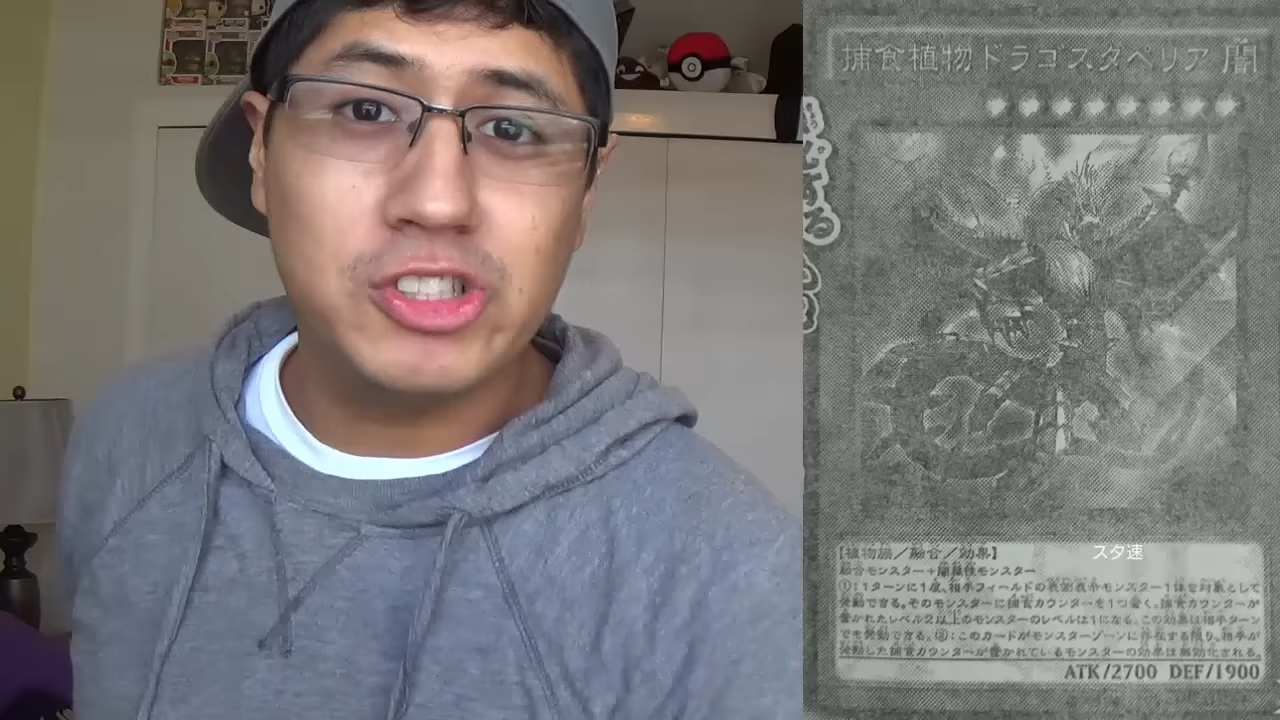 捕食植物ドラゴスタペリア 闇
する
スタ速
【植物族／融合／効果】
融合モンスター＋闇属性モンスター
①：1ターンに1度、相手フィールドの表側表示モンスター1体を対象として
発動できる。そのモンスターに捕食カウンターを1つ置く。捕食カウンターが
置かれたレベル2以上のモンスターのレベルは1になる。この効果は相手ターン
でも発動できる。②：このカードがモンスターゾーンに存在する限り、相手が
発動した捕食カウンターが置かれているモンスターの効果は無効化される。
ATK/2700 DEF/1900